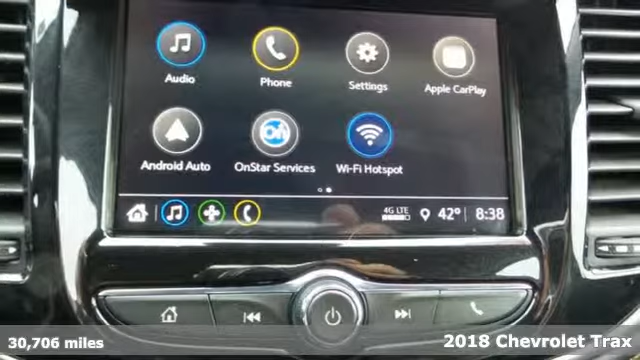 Audio
Phone
Settings
Apple CarPlay
Android Auto
OnStar Services
Wi-Fi Hotspot
4G LTE
42°
8:38
30,706 miles
2018 Chevrolet Trax